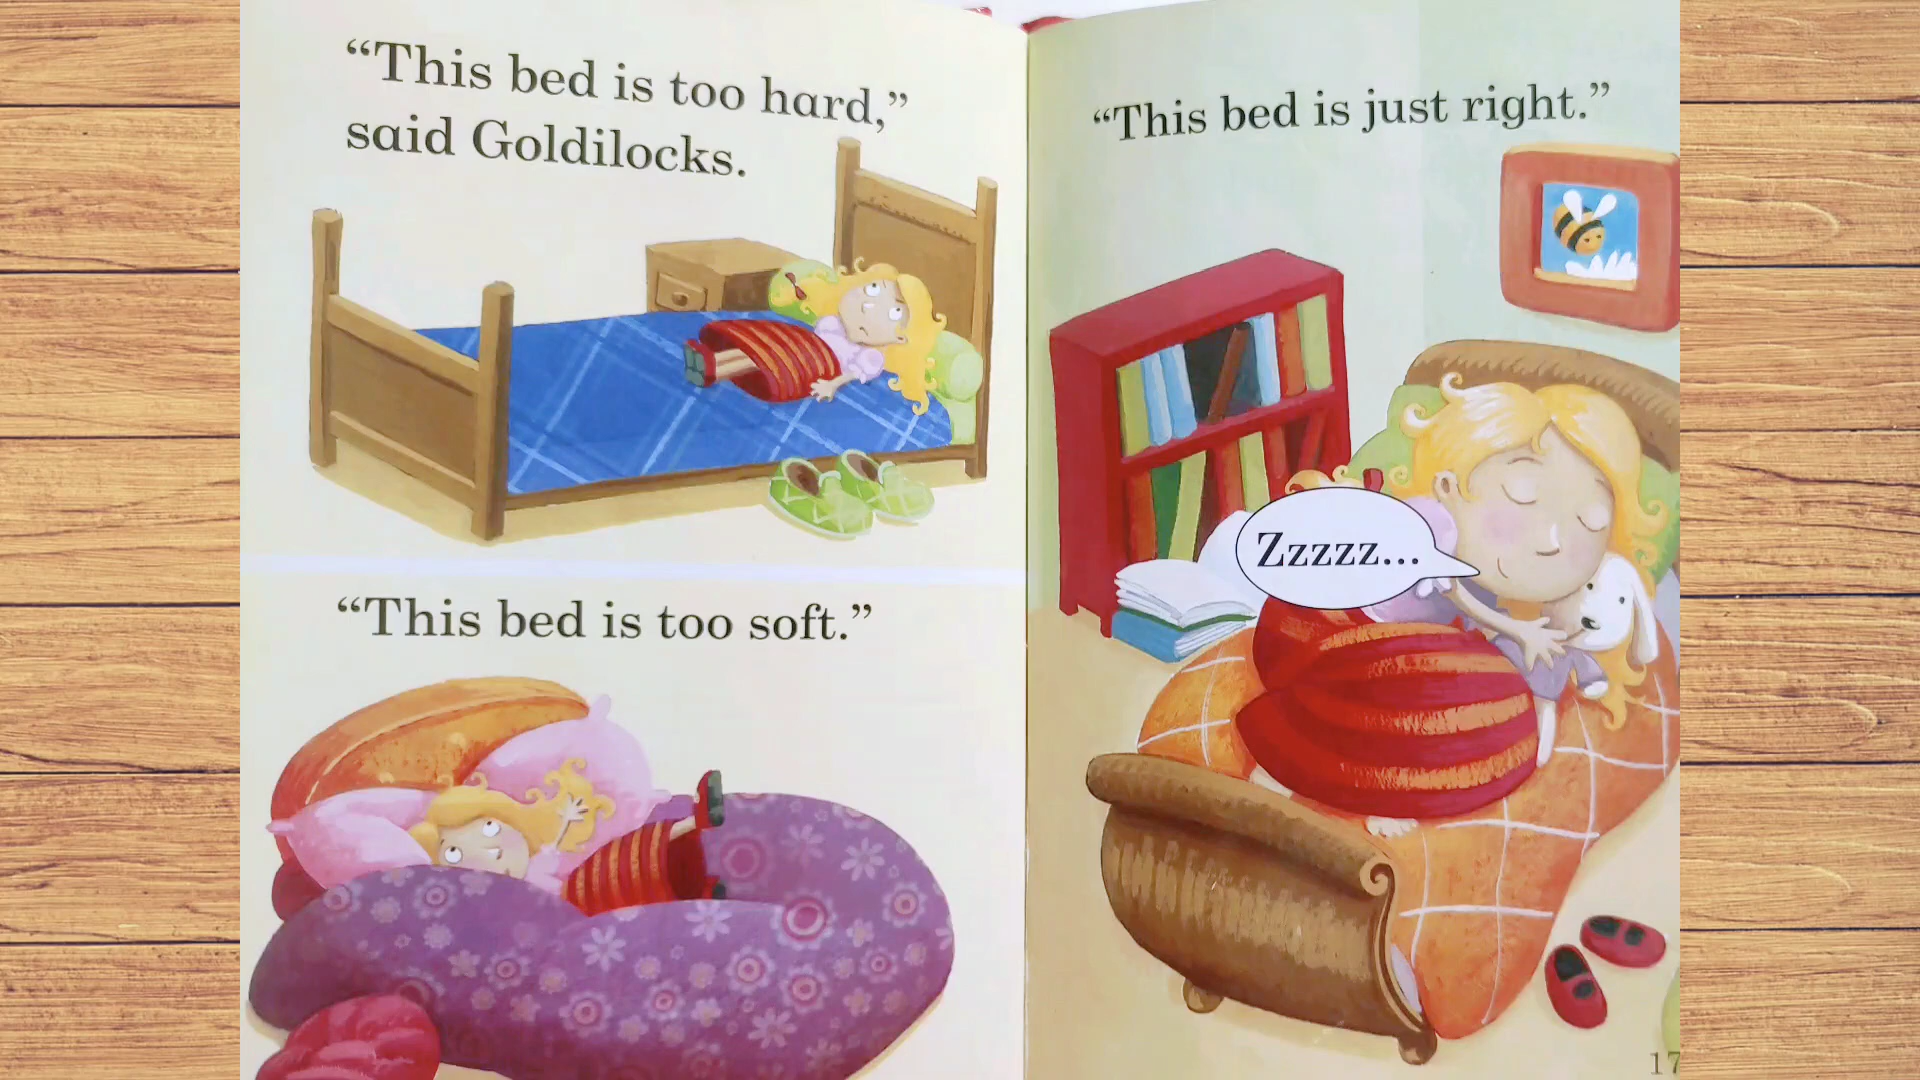 “This bed is too hard,”
said Goldilocks.
“This bed is too soft.”
“This bed is just right.”
Zzzzz...
17